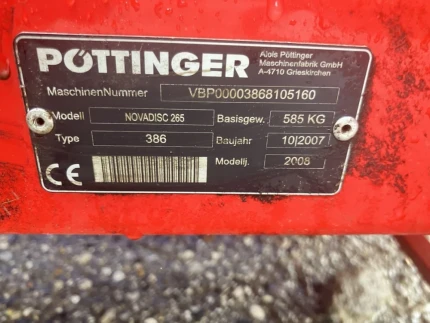 PÖTTINGER
Alois Pöttinger
Maschinenfabrik GmbH
A-4710 Grieskirchen
MaschinenNummer VBP00003868105160
Modell NOVADISC 265 Basisgew. 585 KG
Type 386 Baujahr 10|2007
Modellj. 2008
CE